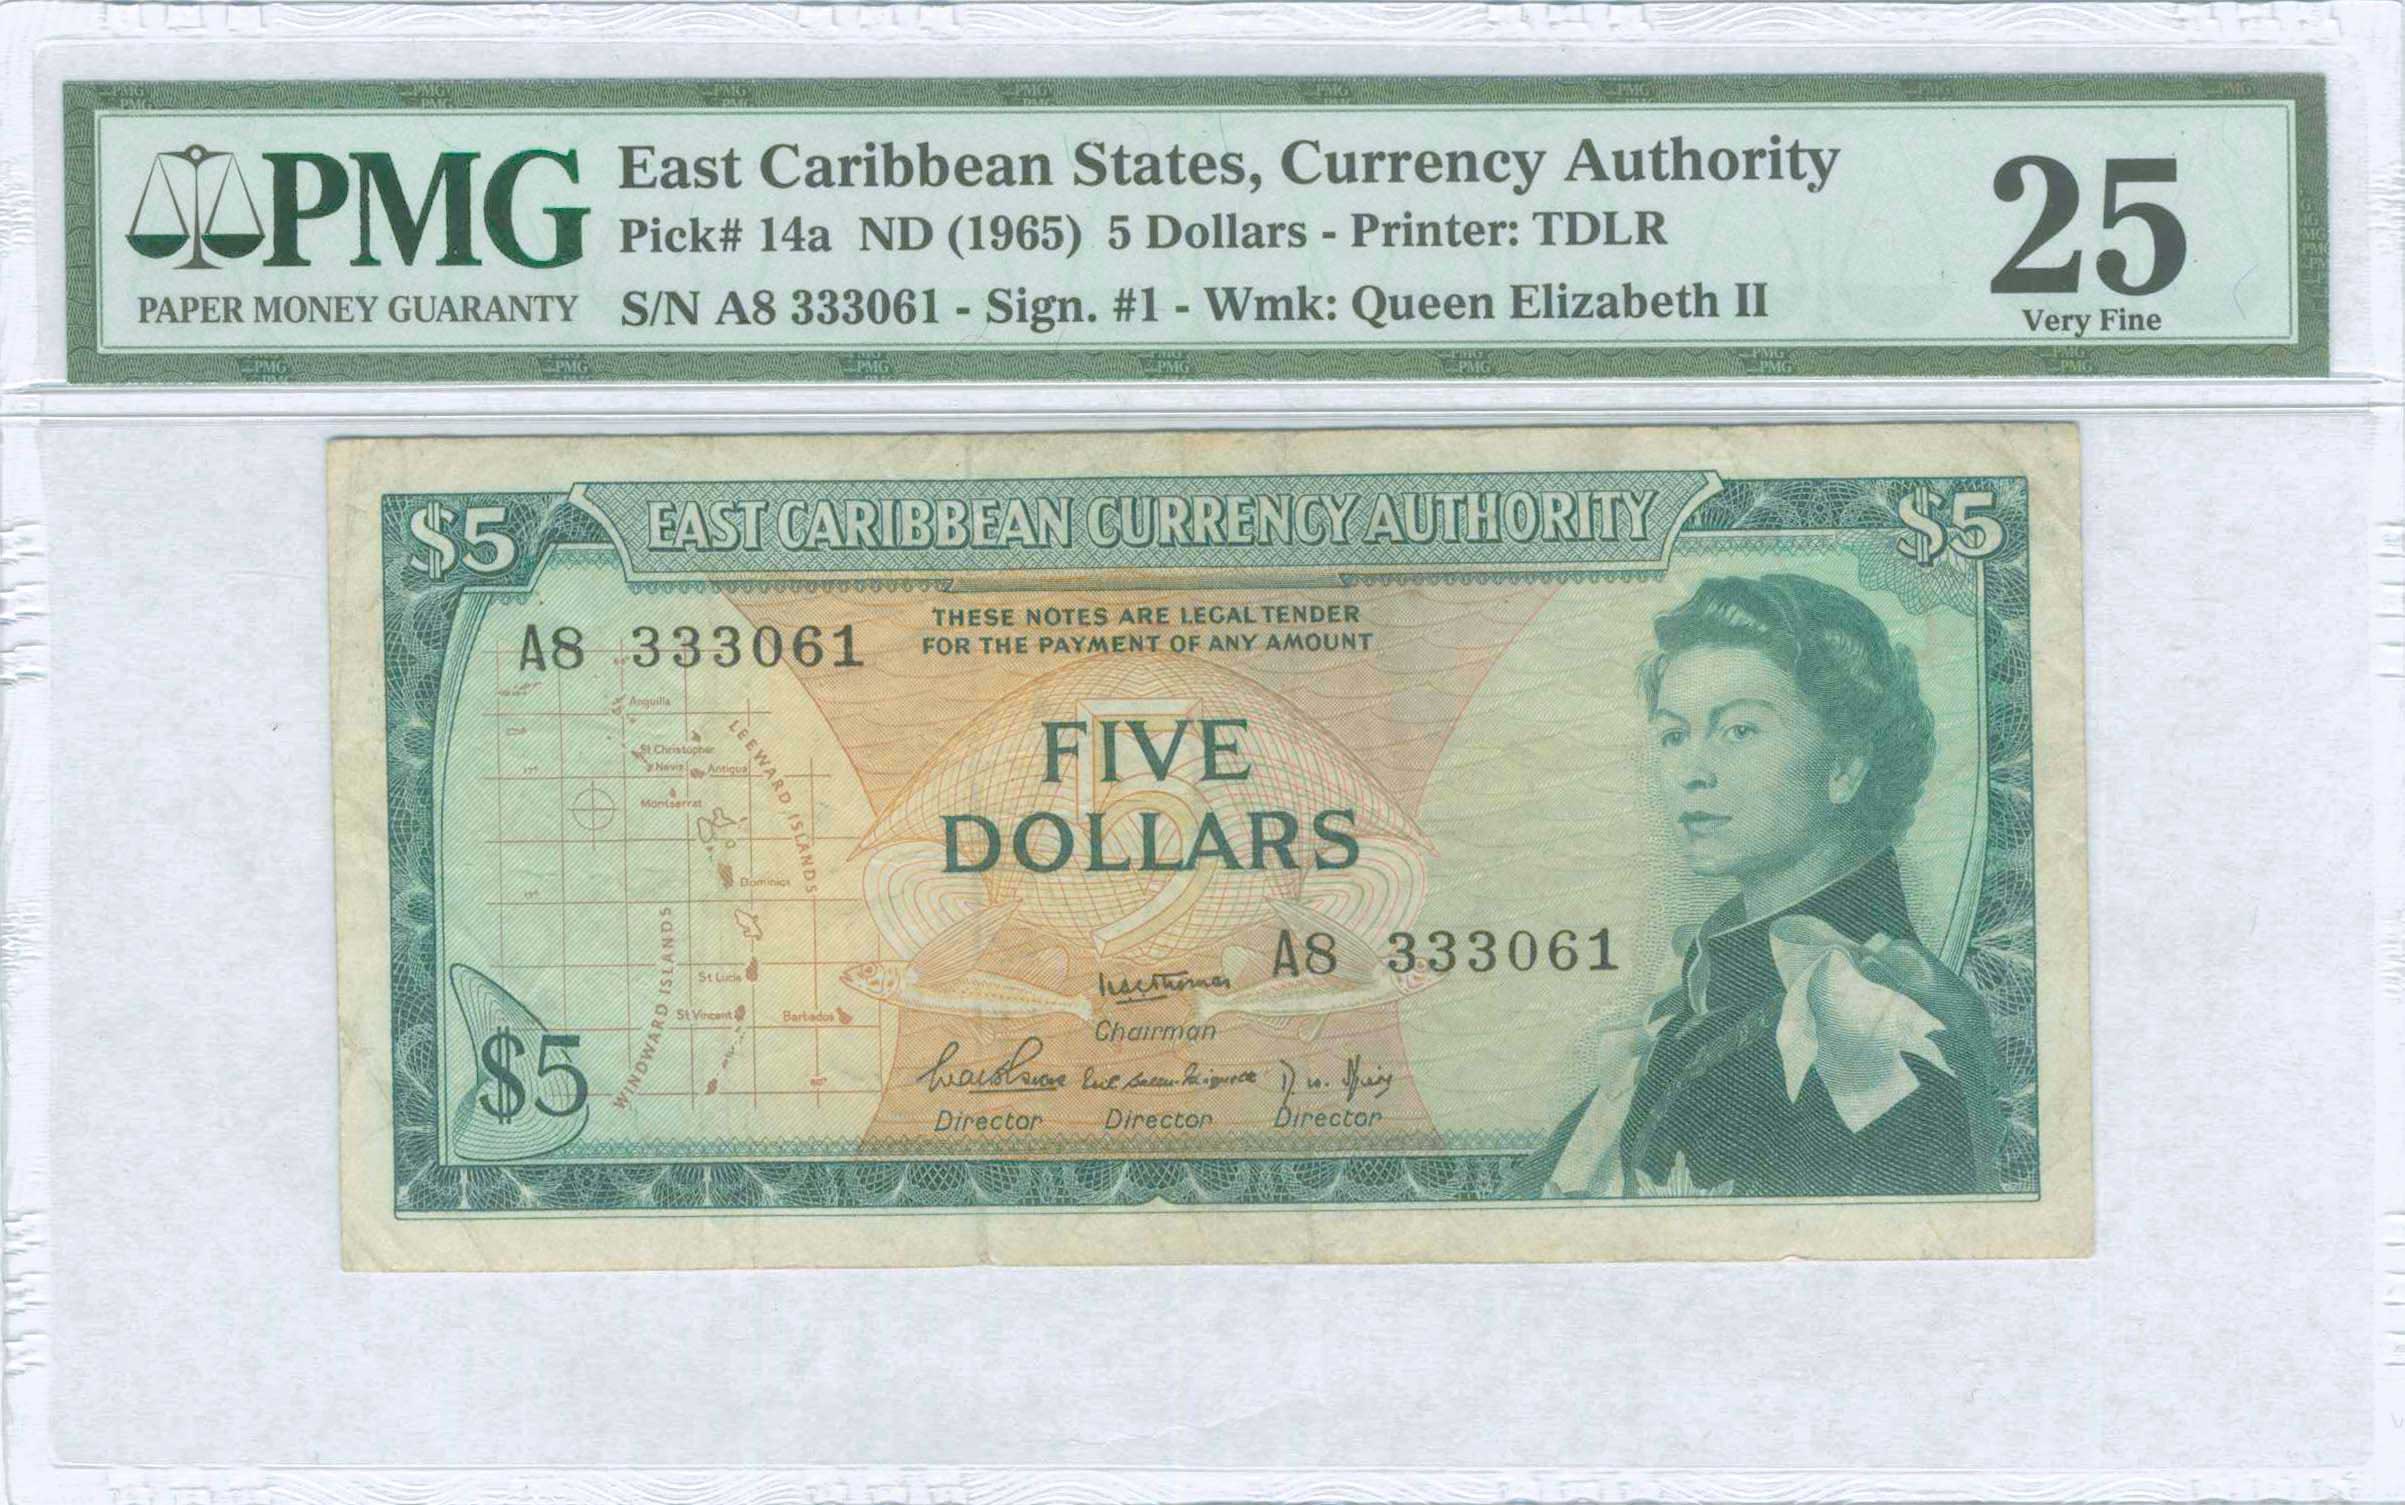 PMG
PAPER MONEY GUARANTY
East Caribbean States, Currency Authority
Pick# 14a ND (1965) 5 Dollars - Printer: TDLR
S/N A8 333061 - Sign. #1 - Wmk: Queen Elizabeth II
25
Very Fine
$5
EAST CARIBBEAN CURRENCY AUTHORITY
$5
THESE NOTES ARE LEGAL TENDER
FOR THE PAYMENT OF ANY AMOUNT
A8 333061
Anguilla
LEEWARD ISLANDS
St Christopher
Nevis
Antigua
Montserrat
Dominica
WINDWARD ISLANDS
St Lucia
St Vincent
Barbados
5
FIVE
DOLLARS
A8 333061
Chairman
Director Director Director
$5